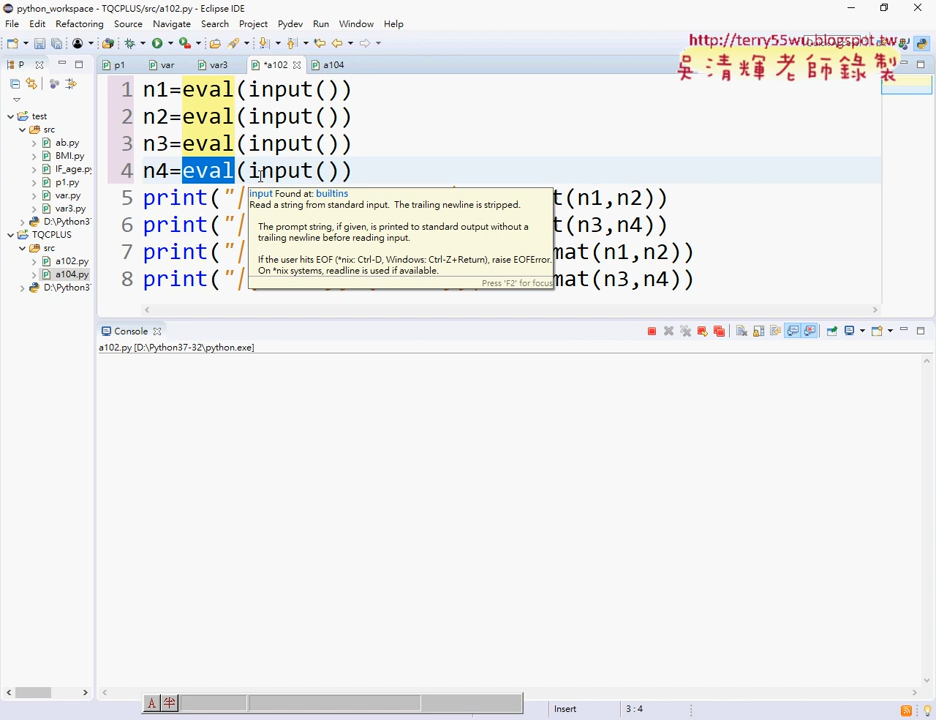 python_workspace - TQCPLUS/src/a102.py - Eclipse IDE
File Edit Refactoring Source Navigate Search Project Pydev Run Window Help
http://terry55wu.blogspot.tw
吳清輝老師錄製
P
p1 var var3 *a102 a104
test
src
ab.py
BMI.py
IF_age.py
p1.py
var.py
var3.py
D:\Python3
TQCPLUS
src
a102.py
a104.py
D:\Python3
1 n1=eval(input())
2 n2=eval(input())
3 n3=eval(input())
4 n4=eval(input())
5 print("/ t(n1,n2))
6 print("/ t(n3,n4))
7 print("/ mat(n1,n2))
8 print("/ mat(n3,n4))
input Found at: builtins
Read a string from standard input. The trailing newline is stripped.
The prompt string, if given, is printed to standard output without a
trailing newline before reading input.
If the user hits EOF (*nix: Ctrl-D, Windows: Ctrl-Z+Return), raise EOFError.
On *nix systems, readline is used if available.
Press 'F2' for focus
Console
a102.py [D:\Python37-32\python.exe]
A 半
Insert 3 : 4